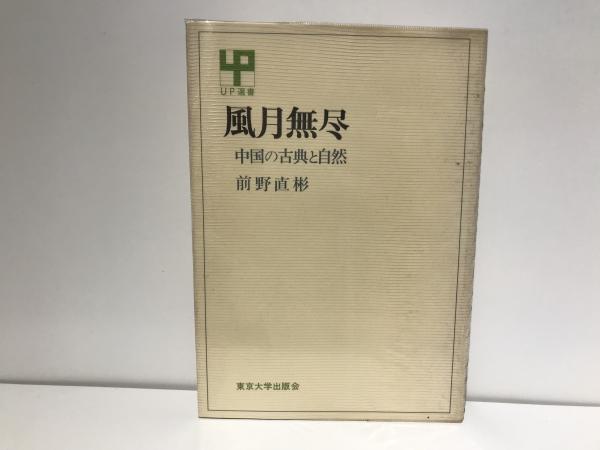 UP
UP選書
風月無尽
中国の古典と自然
前野直彬
東京大学出版会